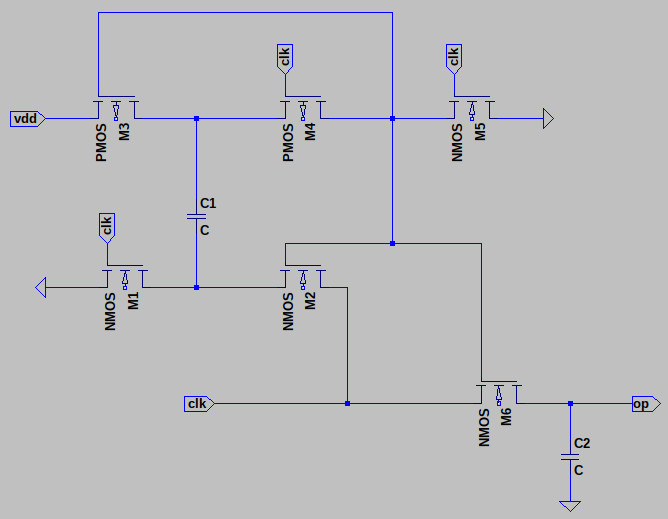 clk
clk
vdd
PMOS
M3
PMOS
M4
NMOS
M5
C1
C
clk
NMOS
M1
NMOS
M2
clk
NMOS
M6
op
C2
C